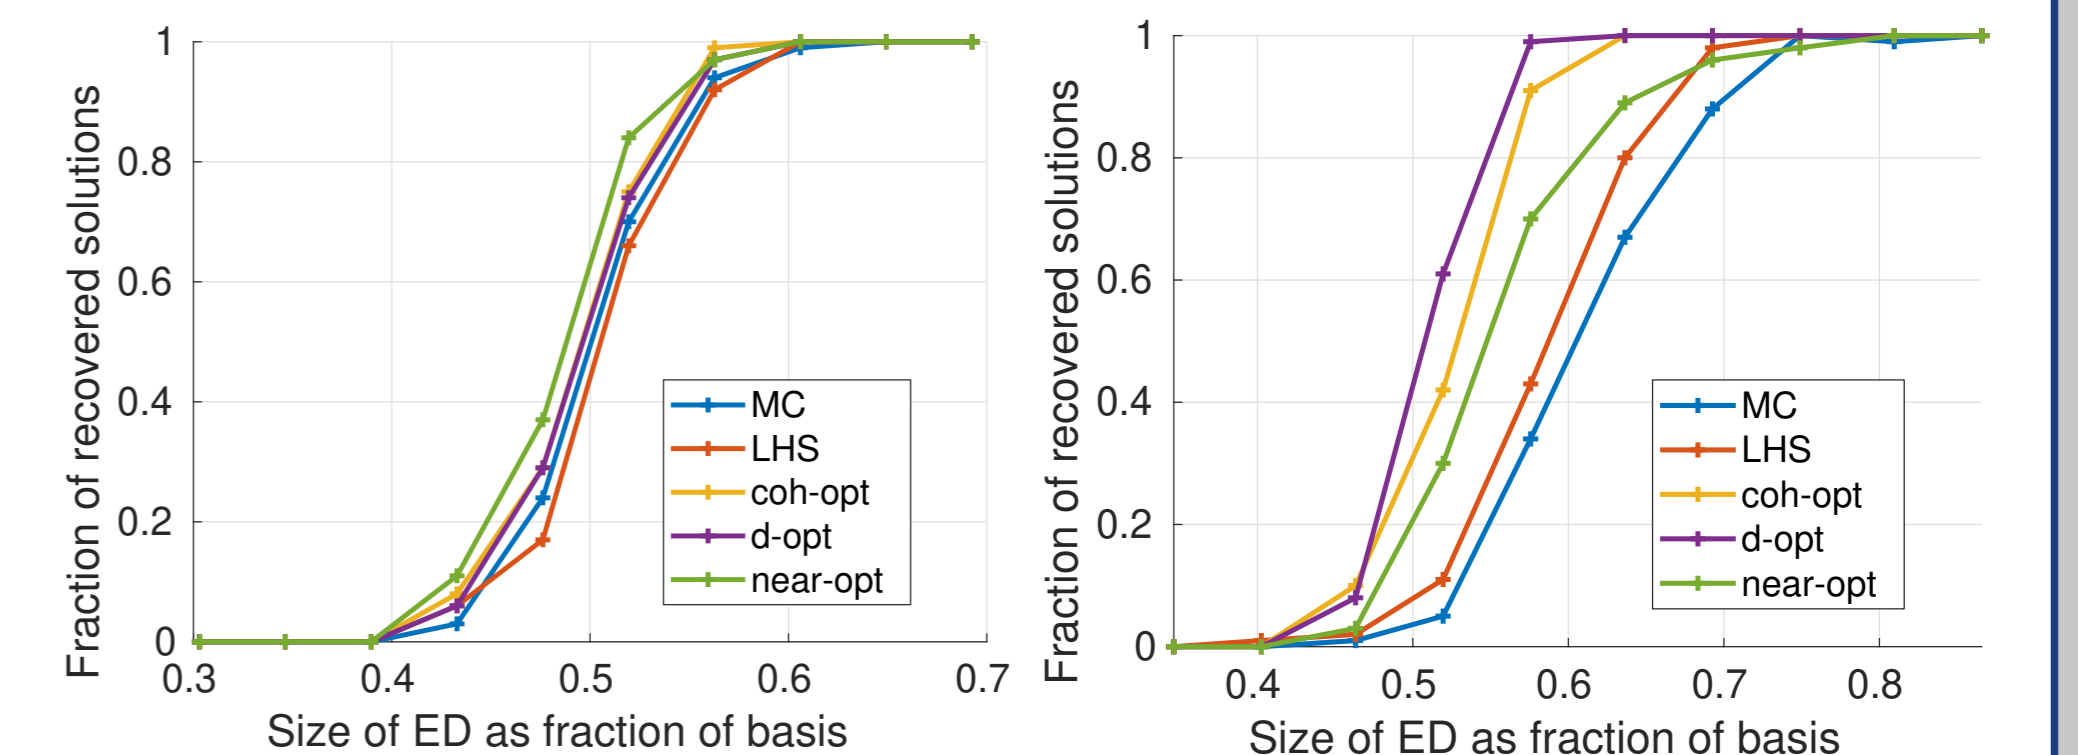 Fraction of recovered solutions
1
0.8
0.6
0.4
0.2
0
0.3 0.4 0.5 0.6 0.7
Size of ED as fraction of basis
MC
LHS
coh-opt
d-opt
near-opt
Fraction of recovered solutions
1
0.8
0.6
0.4
0.2
0
0.4 0.5 0.6 0.7 0.8
Size of ED as fraction of basis
MC
LHS
coh-opt
d-opt
near-opt